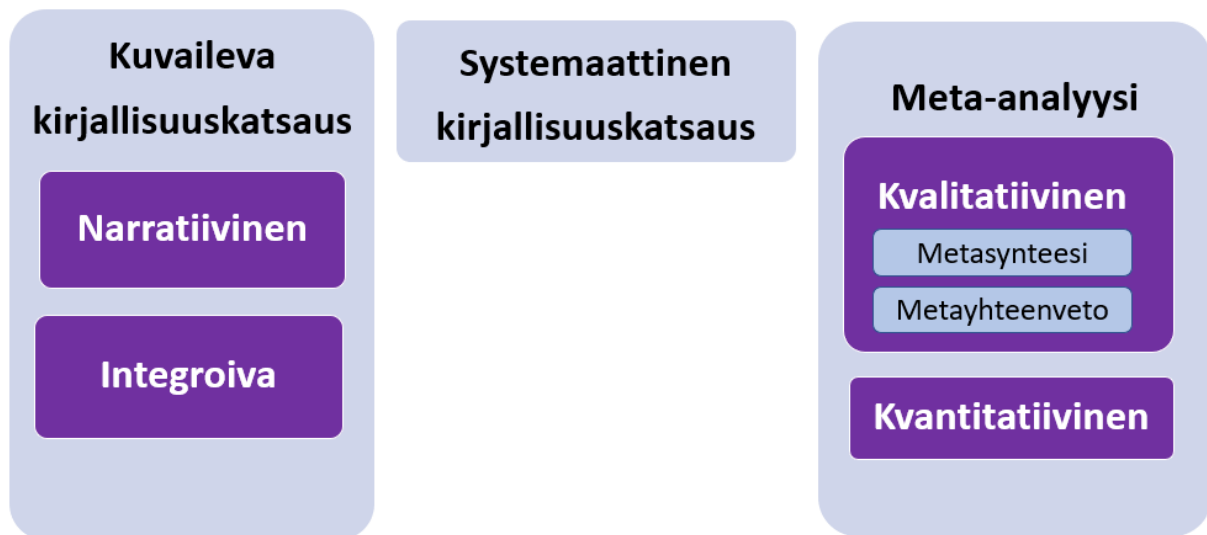 Kuvaileva
kirjallisuuskatsaus
Narratiivinen
Integroiva
Systemaattinen
kirjallisuuskatsaus
Meta-analyysi
Kvalitatiivinen
Metasynteesi
Metayhteenveto
Kvantitatiivinen